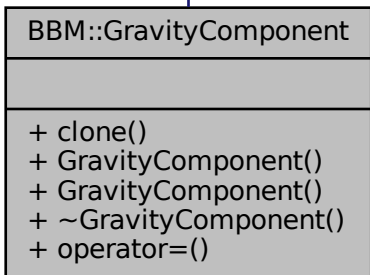 BBM::GravityComponent
+ clone()
+ GravityComponent()
+ GravityComponent()
+ ~GravityComponent()
+ operator=()